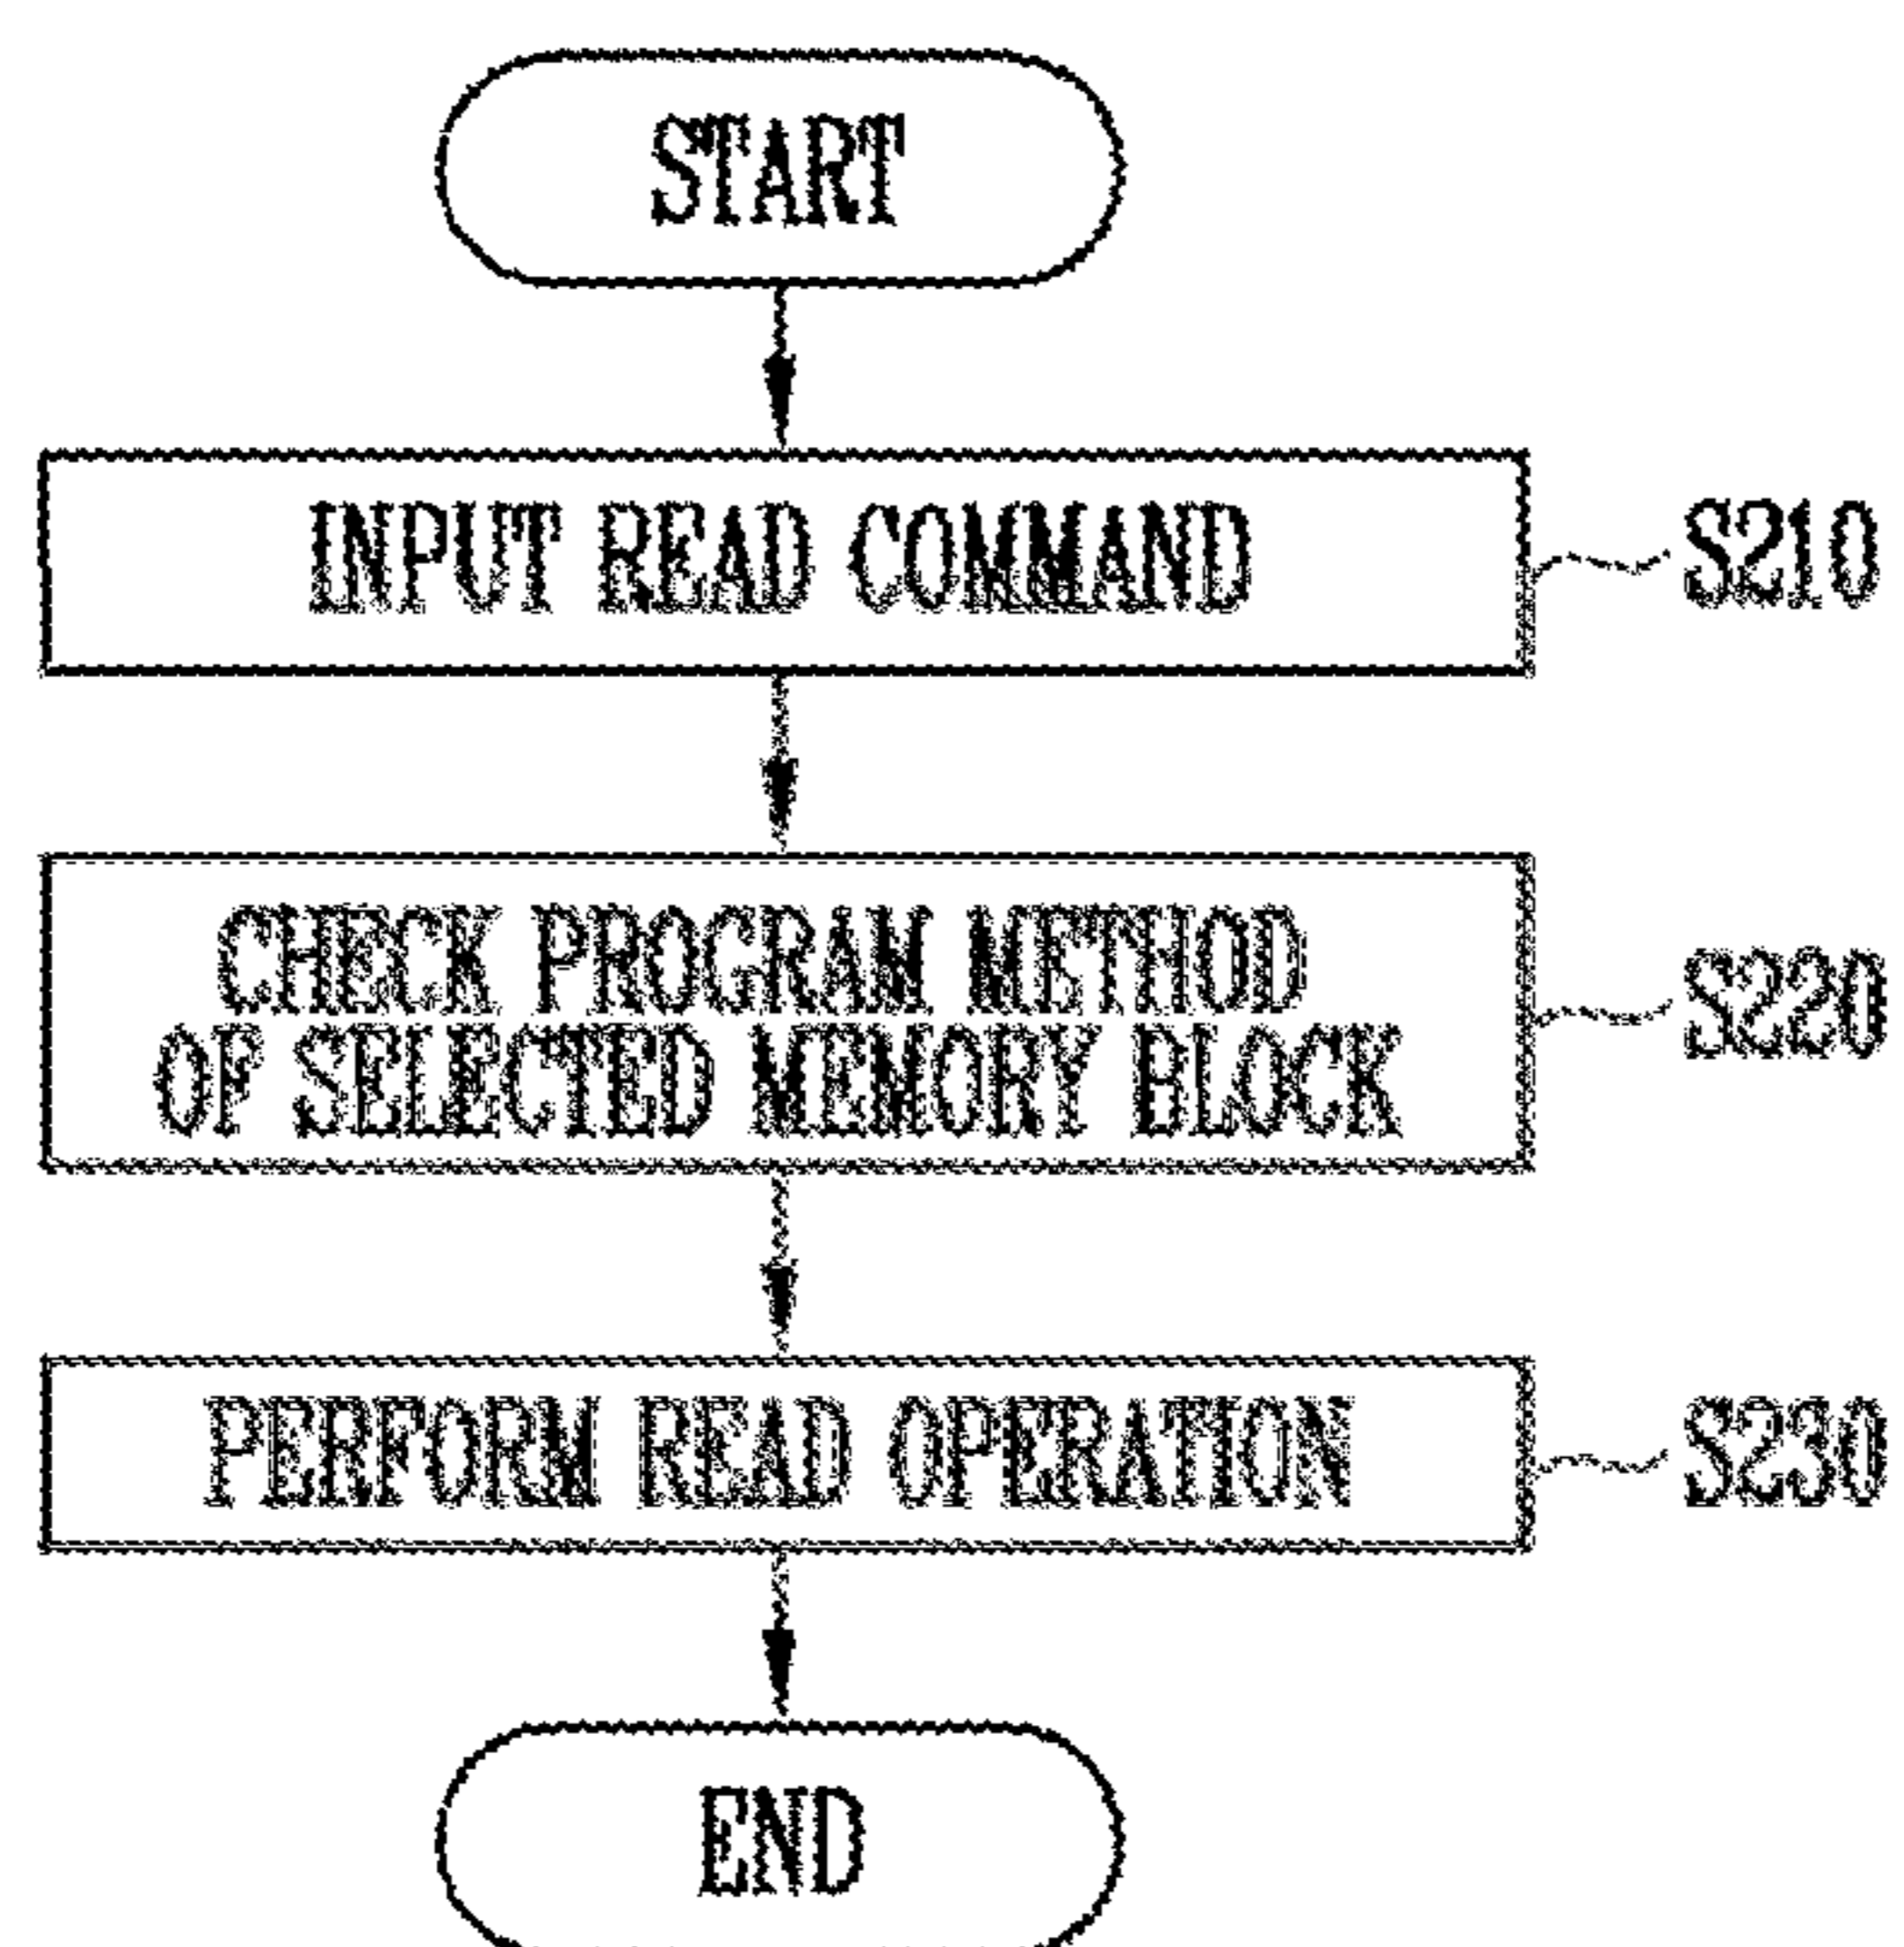 START
INPUT READ COMMAND
S210
CHECK PROGRAM METHOD
OF SELECTED MEMORY BLOCK
S220
PERFORM READ OPERATION
S230
END